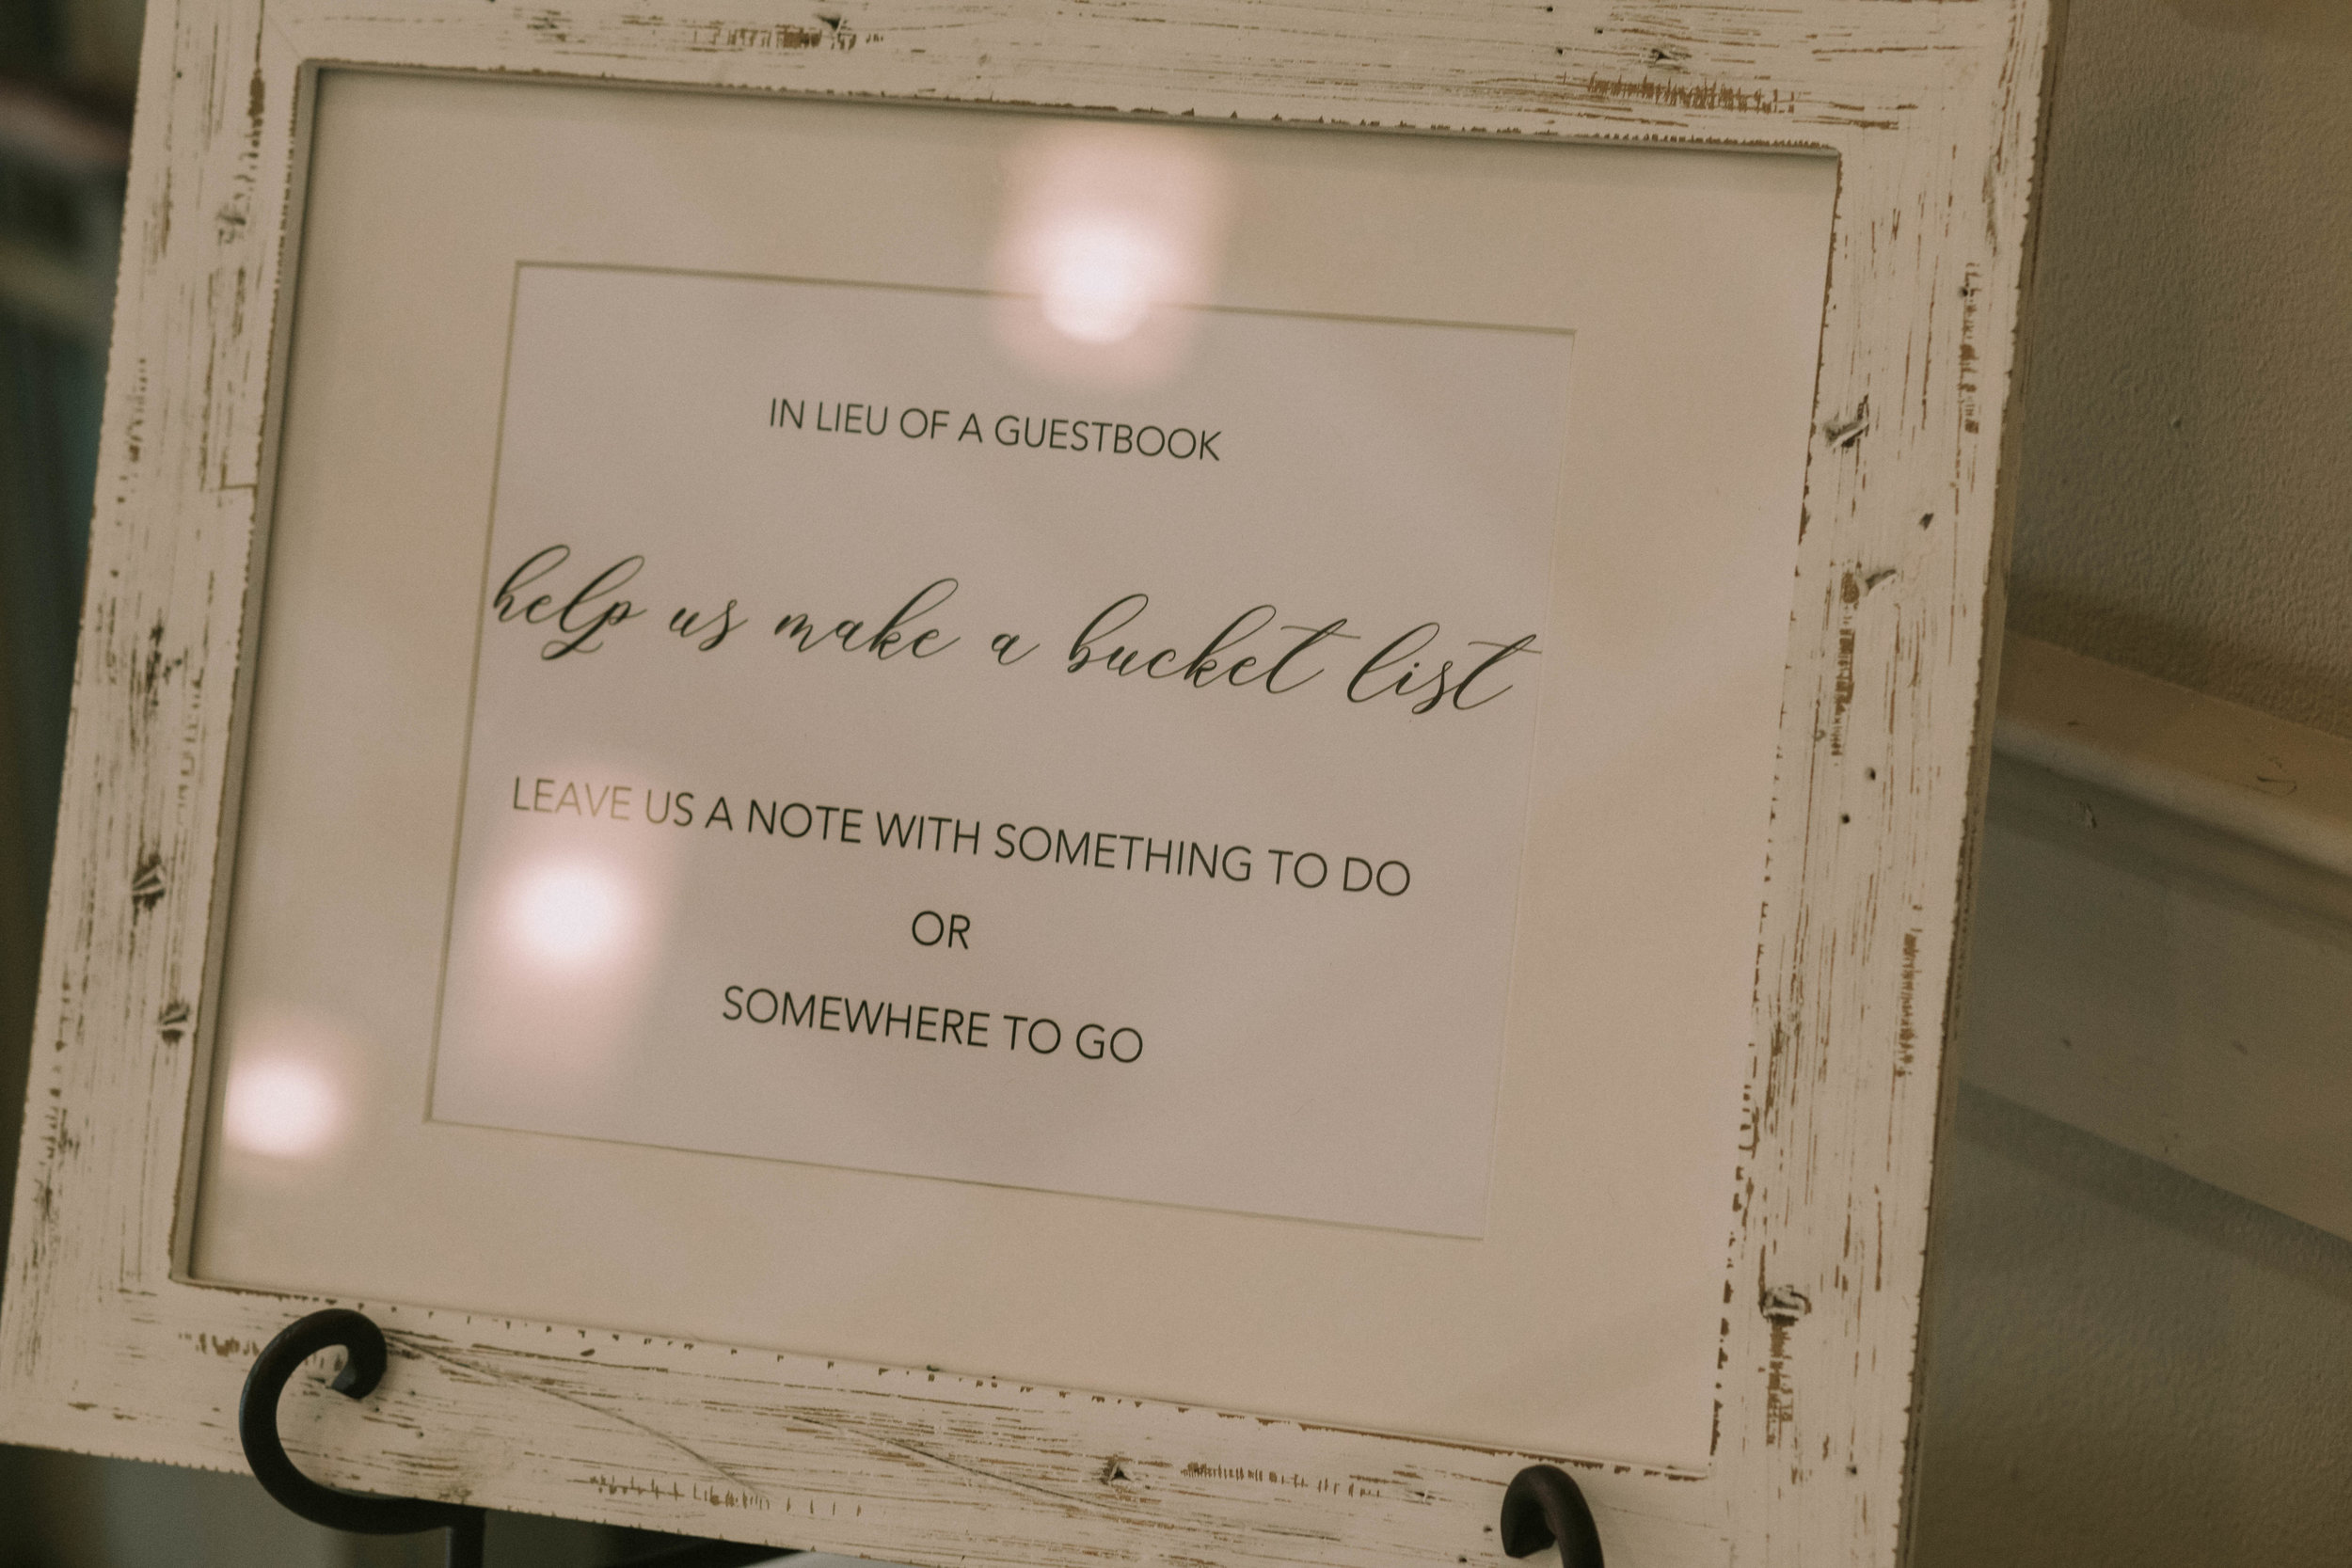 IN LIEU OF A GUESTBOOK
help us make a bucket list
LEAVE US A NOTE WITH SOMETHING TO DO
OR
SOMEWHERE TO GO